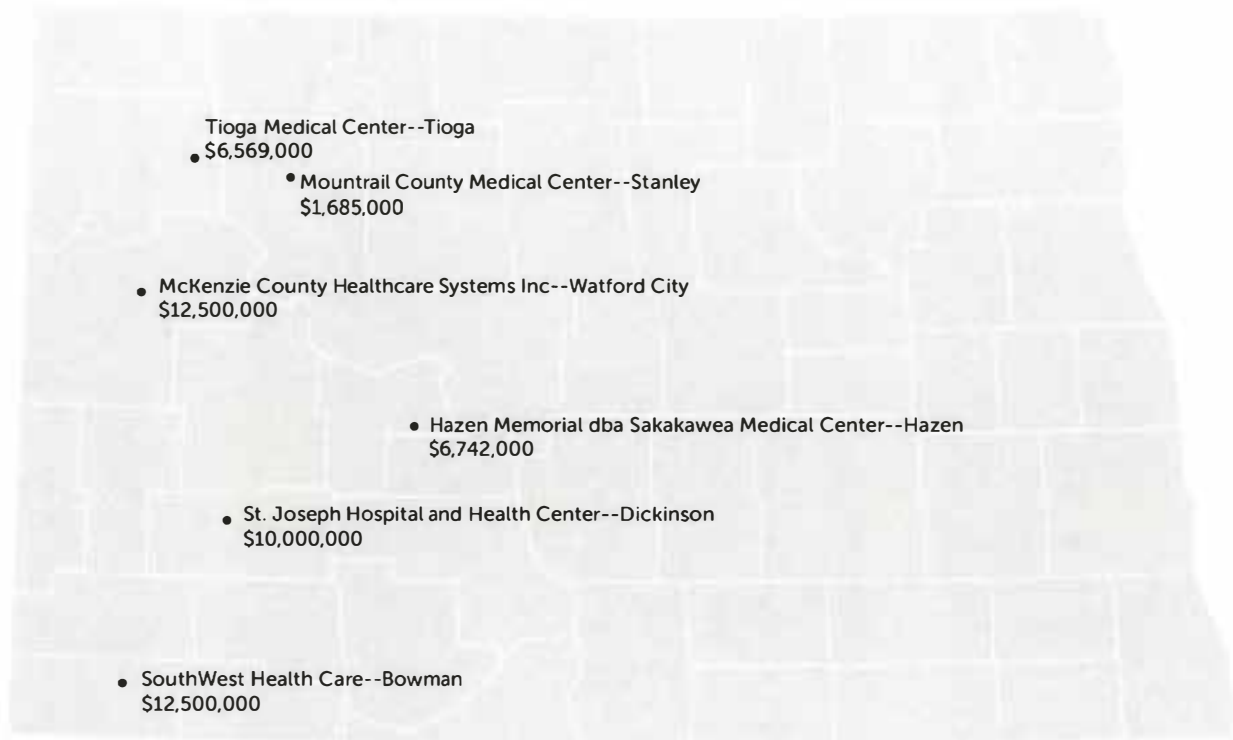 Tioga Medical Center--Tioga
$6,569,000
Mountrail County Medical Center--Stanley
$1,685,000
McKenzie County Healthcare Systems Inc--Watford City
$12,500,000
Hazen Memorial dba Sakakawea Medical Center--Hazen
$6,742,000
St. Joseph Hospital and Health Center--Dickinson
$10,000,000
SouthWest Health Care--Bowman
$12,500,000